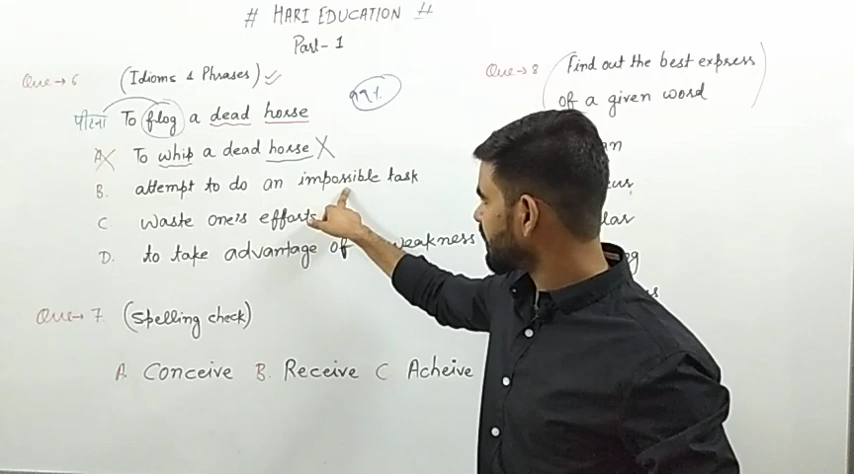 # HARI EDUCATION #
Part-1
Que→6 (Idioms & Phrases) ✓
99%
पीटना To flog a dead horse
A. To whip a dead horse X
B. attempt to do an impossible task
C waste one's efforts
D. to take advantage of weakness
Que→7. (Spelling check)
A. Conceive B. Receive C Acheive
Que→8 (Find out the best express
of a given word)